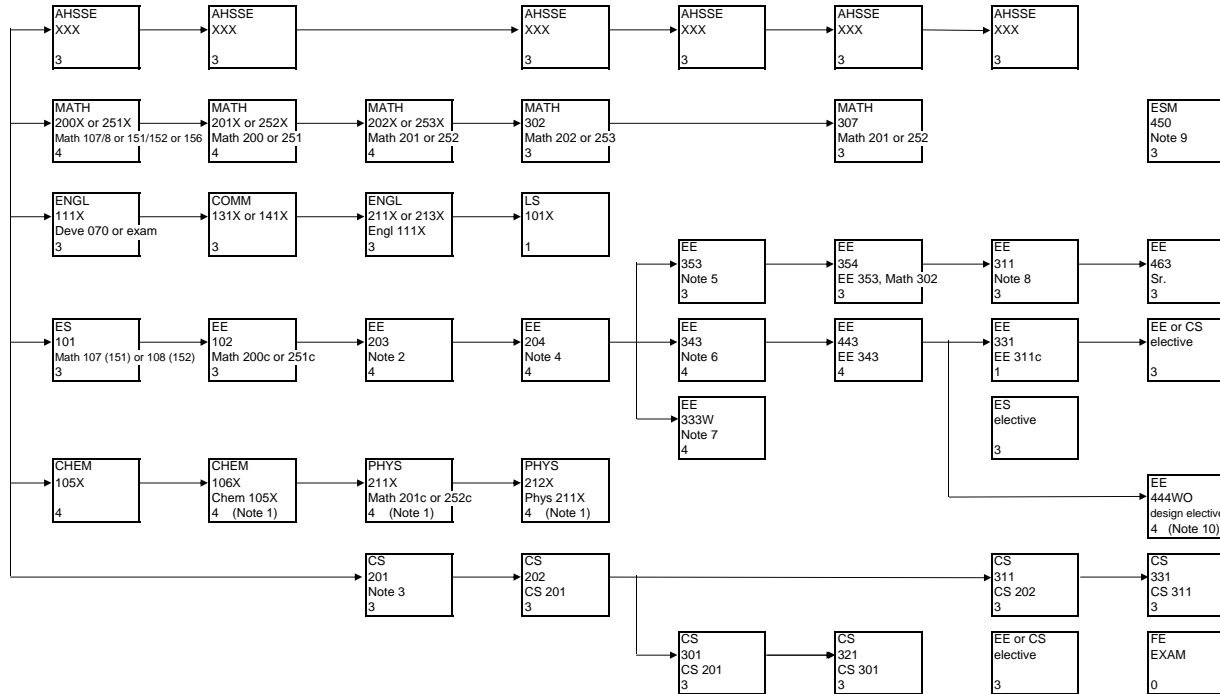 AHSSE
XXX
3
AHSSE
XXX
3
AHSSE
XXX
3
AHSSE
XXX
3
AHSSE
XXX
3
AHSSE
XXX
3
MATH
200X or 251X
Math 107/8 or 151/152 or 156
4
MATH
201X or 252X
Math 200 or 251
4
MATH
202X or 253X
Math 201 or 252
4
MATH
302
Math 202 or 253
3
MATH
307
Math 201 or 252
3
ESM
450
Note 9
3
ENGL
111X
Deve 070 or exam
3
COMM
131X or 141X
3
ENGL
211X or 213X
Engl 111X
3
LS
101X
1
EE
353
Note 5
3
EE
354
EE 353, Math 302
3
EE
311
Note 8
3
EE
463
Sr.
3
ES
101
Math 107 (151) or 108 (152)
3
EE
102
Math 200c or 251c
3
EE
203
Note 2
4
EE
204
Note 4
4
EE
343
Note 6
4
EE
443
EE 343
4
EE
331
EE 311c
1
EE or CS
elective
3
EE
333W
Note 7
4
ES
elective
3
CHEM
105X
4
CHEM
106X
Chem 105X
4 (Note 1)
PHYS
211X
Math 201c or 252c
4 (Note 1)
PHYS
212X
Phys 211X
4 (Note 1)
EE
444WO
design elective
4 (Note 10)
CS
201
Note 3
3
CS
202
CS 201
3
CS
311
CS 202
3
CS
331
CS 311
3
CS
301
CS 201
3
CS
321
CS 301
3
EE or CS
elective
3
FE
EXAM
0